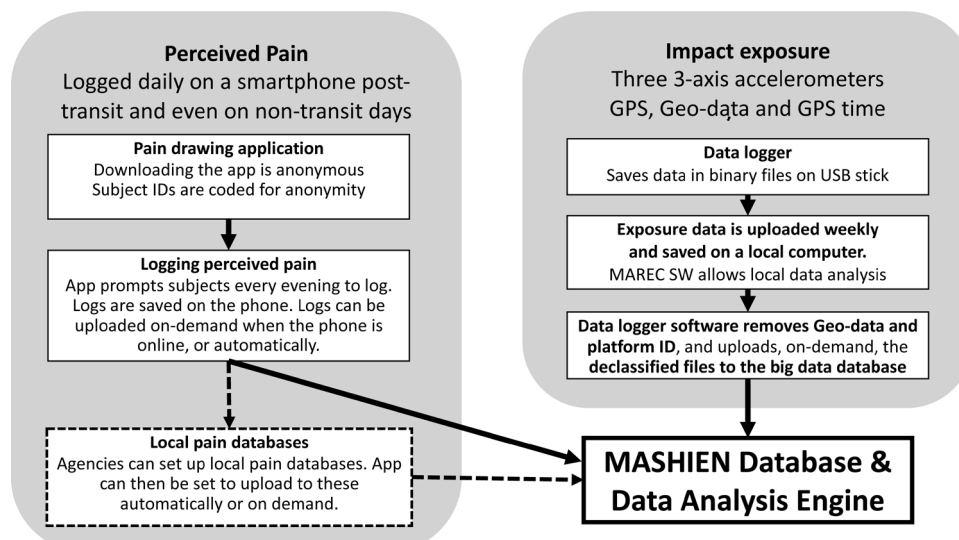 Perceived Pain
Logged daily on a smartphone post-
transit and even on non-transit days
Pain drawing application
Downloading the app is anonymous
Subject IDs are coded for anonymity
Logging perceived pain
App prompts subjects every evening to log.
Logs are saved on the phone. Logs can be
uploaded on-demand when the phone is
online, or automatically.
Local pain databases
Agencies can set up local pain databases. App
can then be set to upload to these
automatically or on demand.
Impact exposure
Three 3-axis accelerometers
GPS, Geo-data and GPS time
Data logger
Saves data in binary files on USB stick
Exposure data is uploaded weekly
and saved on a local computer.
MAREC SW allows local data analysis
Data logger software removes Geo-data and
platform ID, and uploads, on-demand, the
declassified files to the big data database
MASHIEN Database &
Data Analysis Engine